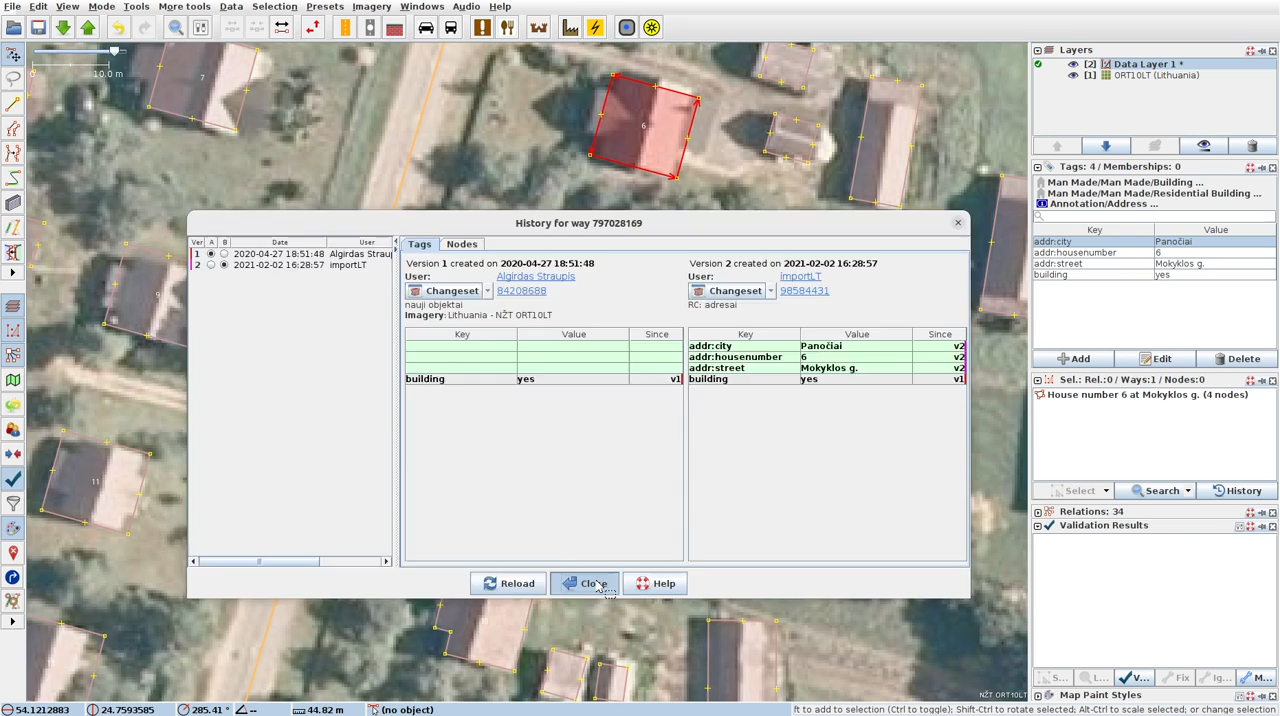 File Edit View Mode Tools More tools Data Selection Presets Imagery Windows Audio Help
10.0 m
7
6
9
11
Layers
[2] Data Layer 1 *
[1] ORT10LT (Lithuania)
Tags: 4 / Memberships: 0
Man Made/Man Made/Building ...
Man Made/Man Made/Residential Building ...
Annotation/Address ...
Key Value
addr:city Panočiai
addr:housenumber 6
addr:street Mokyklos g.
building yes
Add Edit Delete
Sel.: Rel.:0 / Ways:1 / Nodes:0
House number 6 at Mokyklos g. (4 nodes)
Select Search History
Relations: 34
Validation Results
S... L... V... Fix Ig... M...
Map Paint Styles
History for way 797028169
Ver A B Date User
1 2020-04-27 18:51:48 Algirdas Straup
2 2021-02-02 16:28:57 importLT
Tags Nodes
Version 1 created on 2020-04-27 18:51:48
User: Algirdas Straupis
Changeset 84208688
nauji objektai
Imagery: Lithuania - NŽT ORT10LT
Key Value Since
building yes v1
Version 2 created on 2021-02-02 16:28:57
User: importLT
Changeset 98584431
RC: adresai
Key Value Since
addr:city Panočiai v2
addr:housenumber 6 v2
addr:street Mokyklos g. v2
building yes v1
Reload Close Help
NŽT ORT10LT
54.1212883 24.7593585 285.41 ° -- 44.82 m (no object) ft to add to selection (Ctrl to toggle); Shift-Ctrl to rotate selected; Alt-Ctrl to scale selected; or change selection